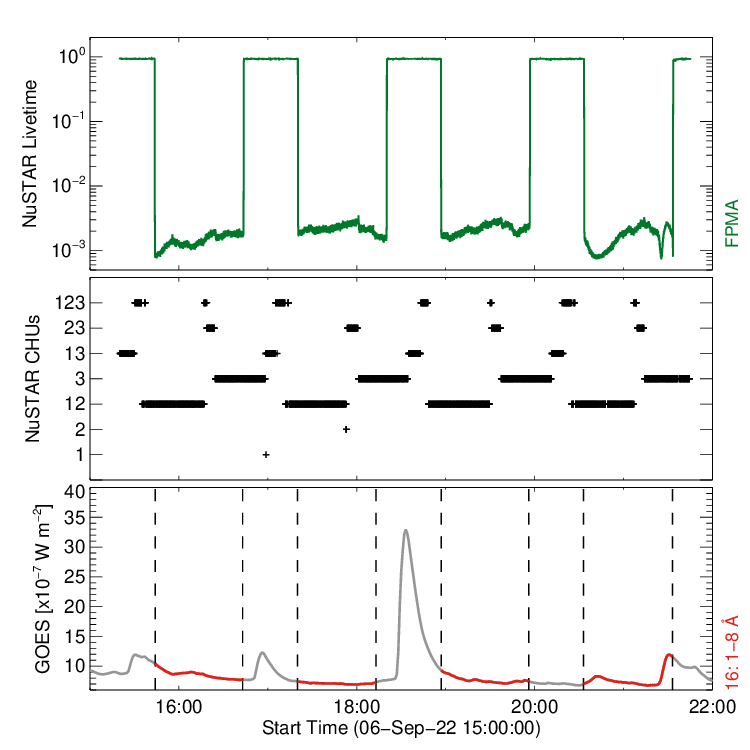 NuSTAR Livetime
10⁰
10⁻¹
10⁻²
10⁻³
FPMA
NuSTAR CHUs
123
23
13
3
12
2
1
GOES [x10⁻⁷ W m⁻²]
40
35
30
25
20
15
10
16: 1−8 Å
16:00 18:00 20:00 22:00
Start Time (06−Sep−22 15:00:00)